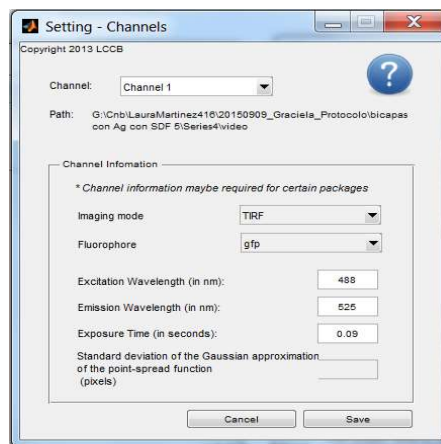 Setting - Channels
Copyright 2013 LCCB
?
Channel: Channel 1
Path: G:\Cnb\LauraMartinez416\20150909_Graciela_Protocolo\bicapas
con Ag con SDF 5\Series4\video
Channel Infomation
* Channel information maybe required for certain packages
Imaging mode TIRF
Fluorophore gfp
Excitation Wavelength (in nm): 488
Emission Wavelength (in nm): 525
Exposure Time (in seconds): 0.09
Standard deviation of the Gaussian approximation
of the point-spread function
(pixels)
Cancel Save